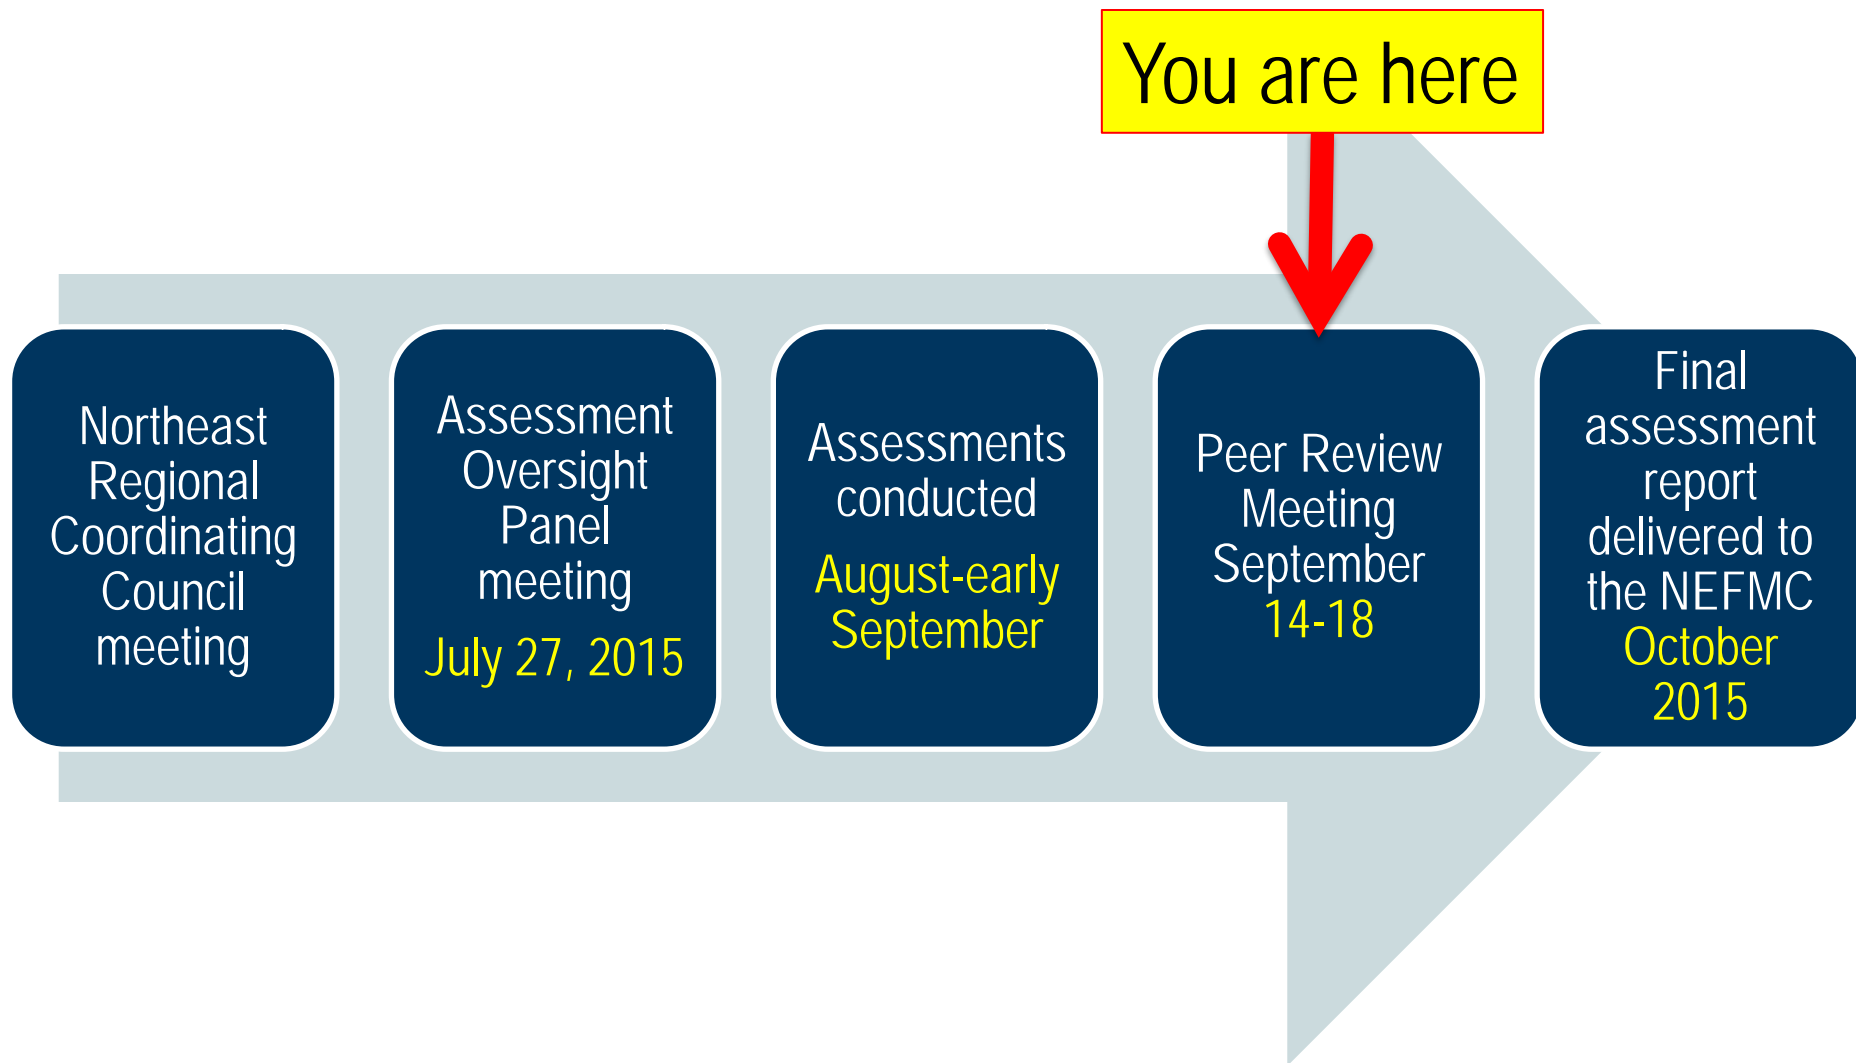 You are here
Northeast
Regional
Coordinating
Council
meeting
Assessment
Oversight
Panel
meeting
July 27, 2015
Assessments
conducted
August-early
September
Peer Review
Meeting
September
14-18
Final
assessment
report
delivered to
the NEFMC
October
2015